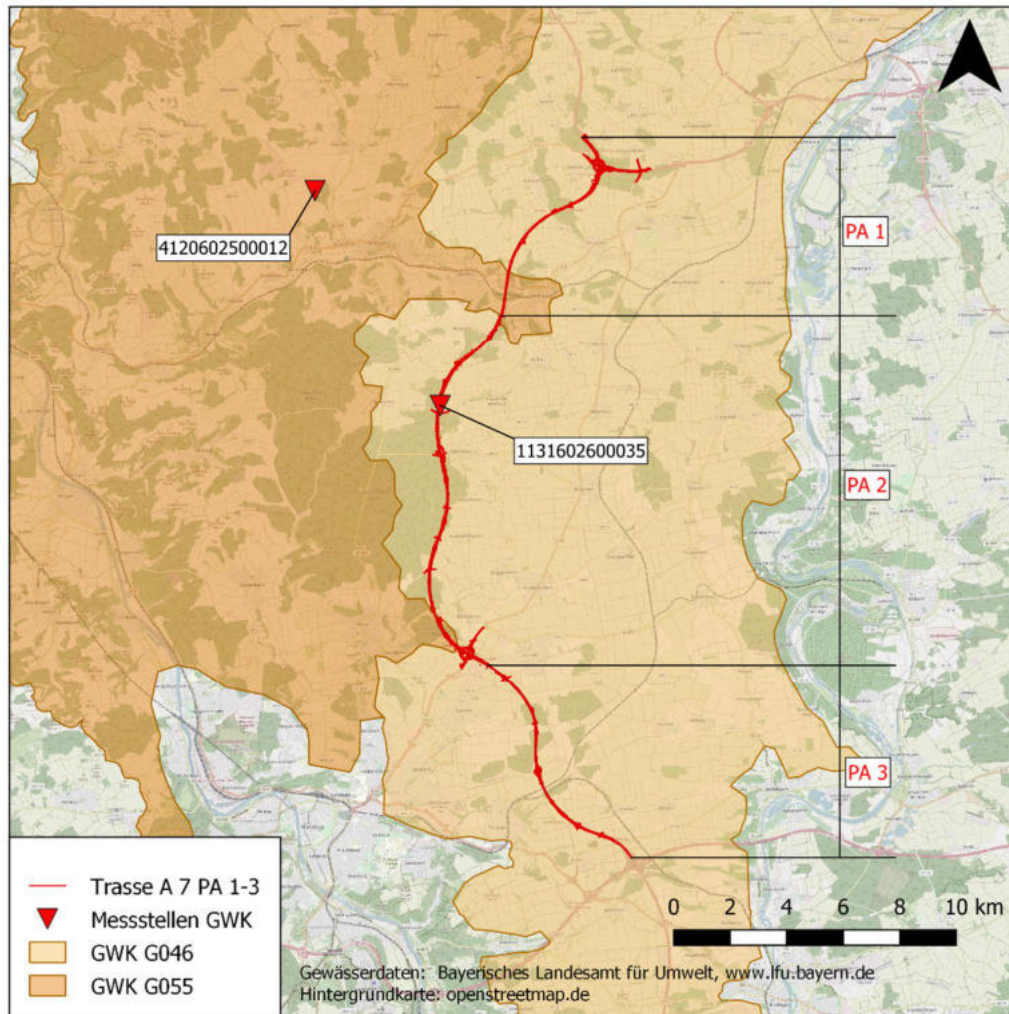 PA 1
4120602500012
1131602600035
PA 2
PA 3
Trasse A 7 PA 1-3
Messstellen GWK
GWK G046
GWK G055
0 2 4 6 8 10 km
Gewässerdaten: Bayerisches Landesamt für Umwelt, www.lfu.bayern.de
Hintergrundkarte: openstreetmap.de